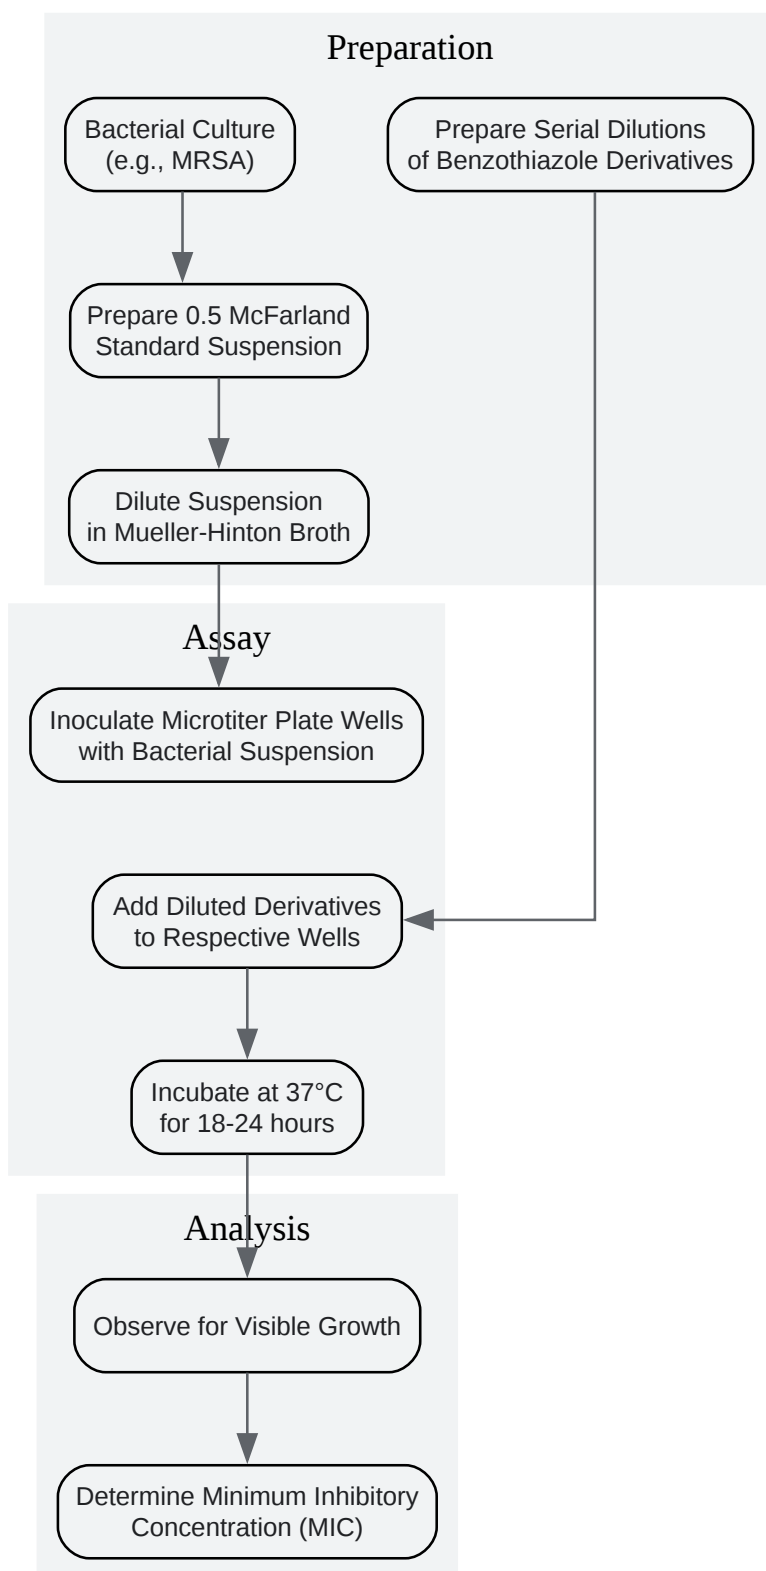 Preparation
Bacterial Culture
(e.g., MRSA)
Prepare Serial Dilutions
of Benzothiazole Derivatives
Prepare 0.5 McFarland
Standard Suspension
Dilute Suspension
in Mueller-Hinton Broth
Assay
Inoculate Microtiter Plate Wells
with Bacterial Suspension
Add Diluted Derivatives
to Respective Wells
Incubate at 37°C
for 18-24 hours
Analysis
Observe for Visible Growth
Determine Minimum Inhibitory
Concentration (MIC)